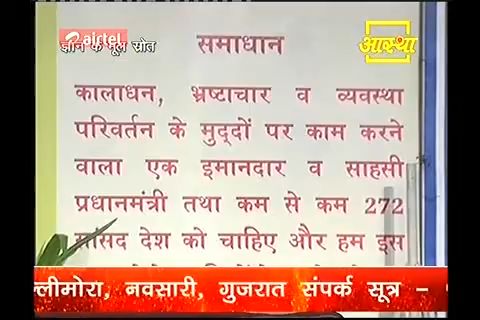 airtel
ज्ञान के मूल स्रोत
समाधान
आस्था
कालाधन, भ्रष्टाचार व व्यवस्था
परिवर्तन के मुद्दों पर काम करने
वाला एक इमानदार व साहसी
प्रधानमंत्री तथा कम से कम 272
सांसद देश को चाहिए और हम इस
ल्लीमोरा, नवसारी, गुजरात संपर्क सूत्र -